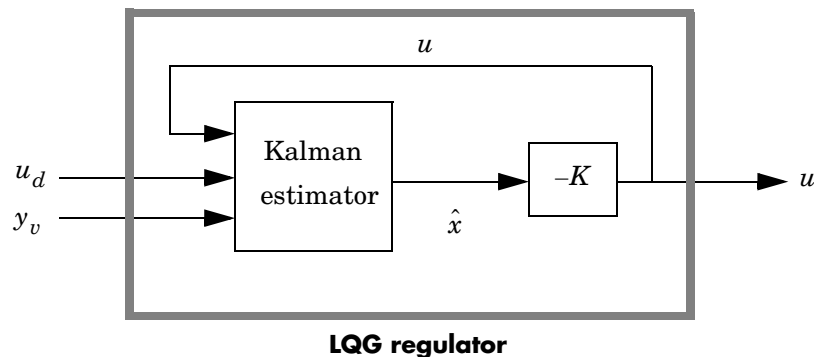 u
Kalman
estimator
u_d
y_v
–K
x̂
u
LQG regulator